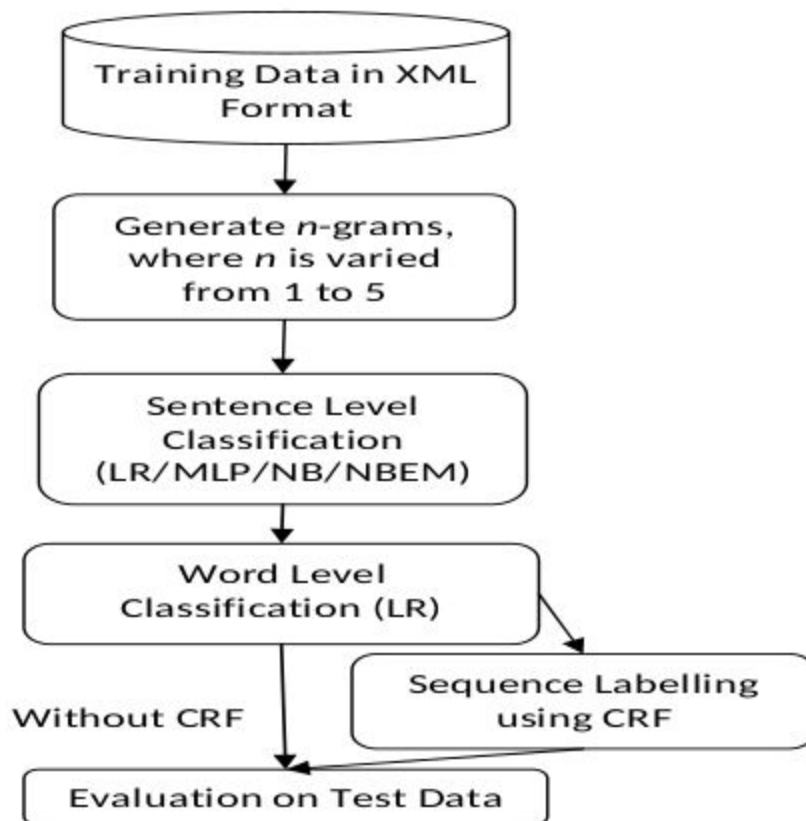 Training Data in XML
Format
Generate n-grams,
where n is varied
from 1 to 5
Sentence Level
Classification
(LR/MLP/NB/NBEM)
Word Level
Classification (LR)
Sequence Labelling
using CRF
Without CRF
Evaluation on Test Data